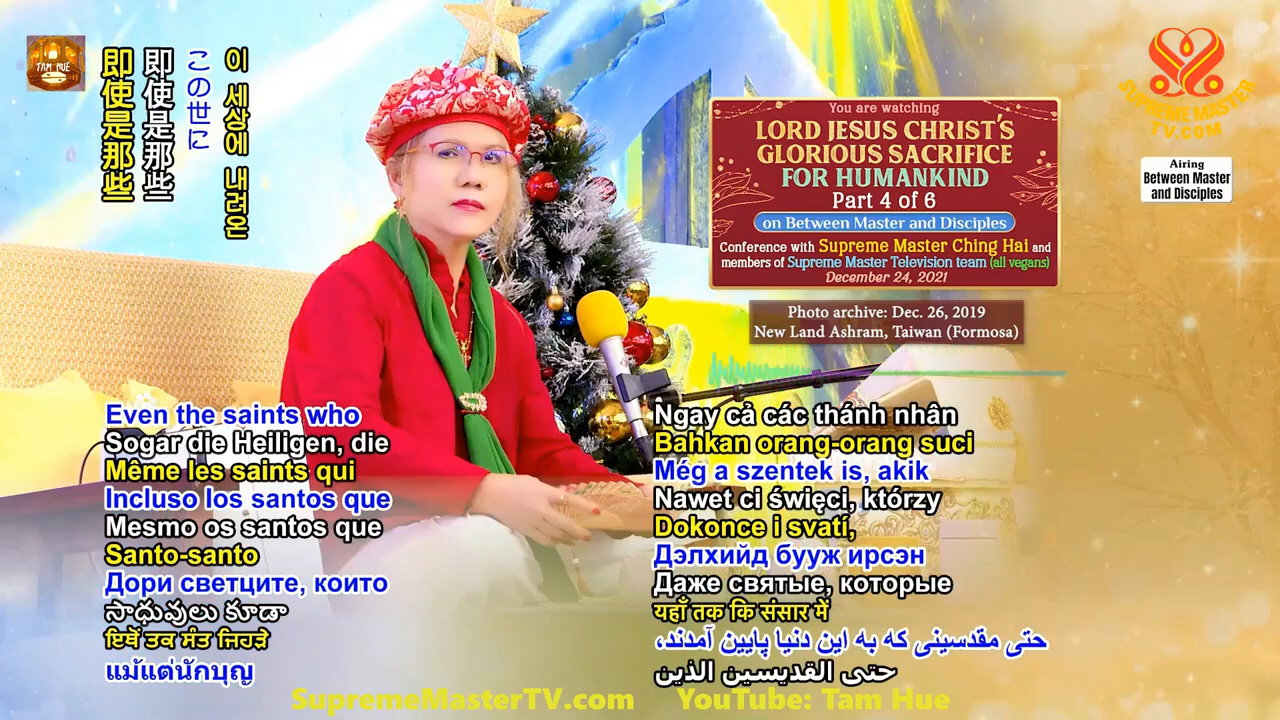 TAM HUE
即使是那些
即使是那些
この世に
이 세상에 내려온
SUPREME MASTER
TV.COM
You are watching
LORD JESUS CHRIST'S
GLORIOUS SACRIFICE
FOR HUMANKIND
Part 4 of 6
on Between Master and Disciples
Conference with Supreme Master Ching Hai and
members of Supreme Master Television team (all vegans)
December 24, 2021
Airing
Between Master
and Disciples
Photo archive: Dec. 26, 2019
New Land Ashram, Taiwan (Formosa)
Even the saints who
Sogar die Heiligen, die
Même les saints qui
Incluso los santos que
Mesmo os santos que
Santo-santo
Дори светците, които
సాధువులు కూడా
ਇਥੋਂ ਤਕ ਸੰਤ ਜਿਹੜੇ
แม้แต่นักบุญ
Ngay cả các thánh nhân
Bahkan orang-orang suci
Még a szentek is, akik
Nawet ci święci, którzy
Dokonce i svatí,
Дэлхийд бууж ирсэн
Даже святые, которые
यहाँ तक कि संसार में
حتی مقدسینی که به این دنیا پایین آمدند،
حتى القديسين الذين
SupremeMasterTV.com
YouTube: Tam Hue